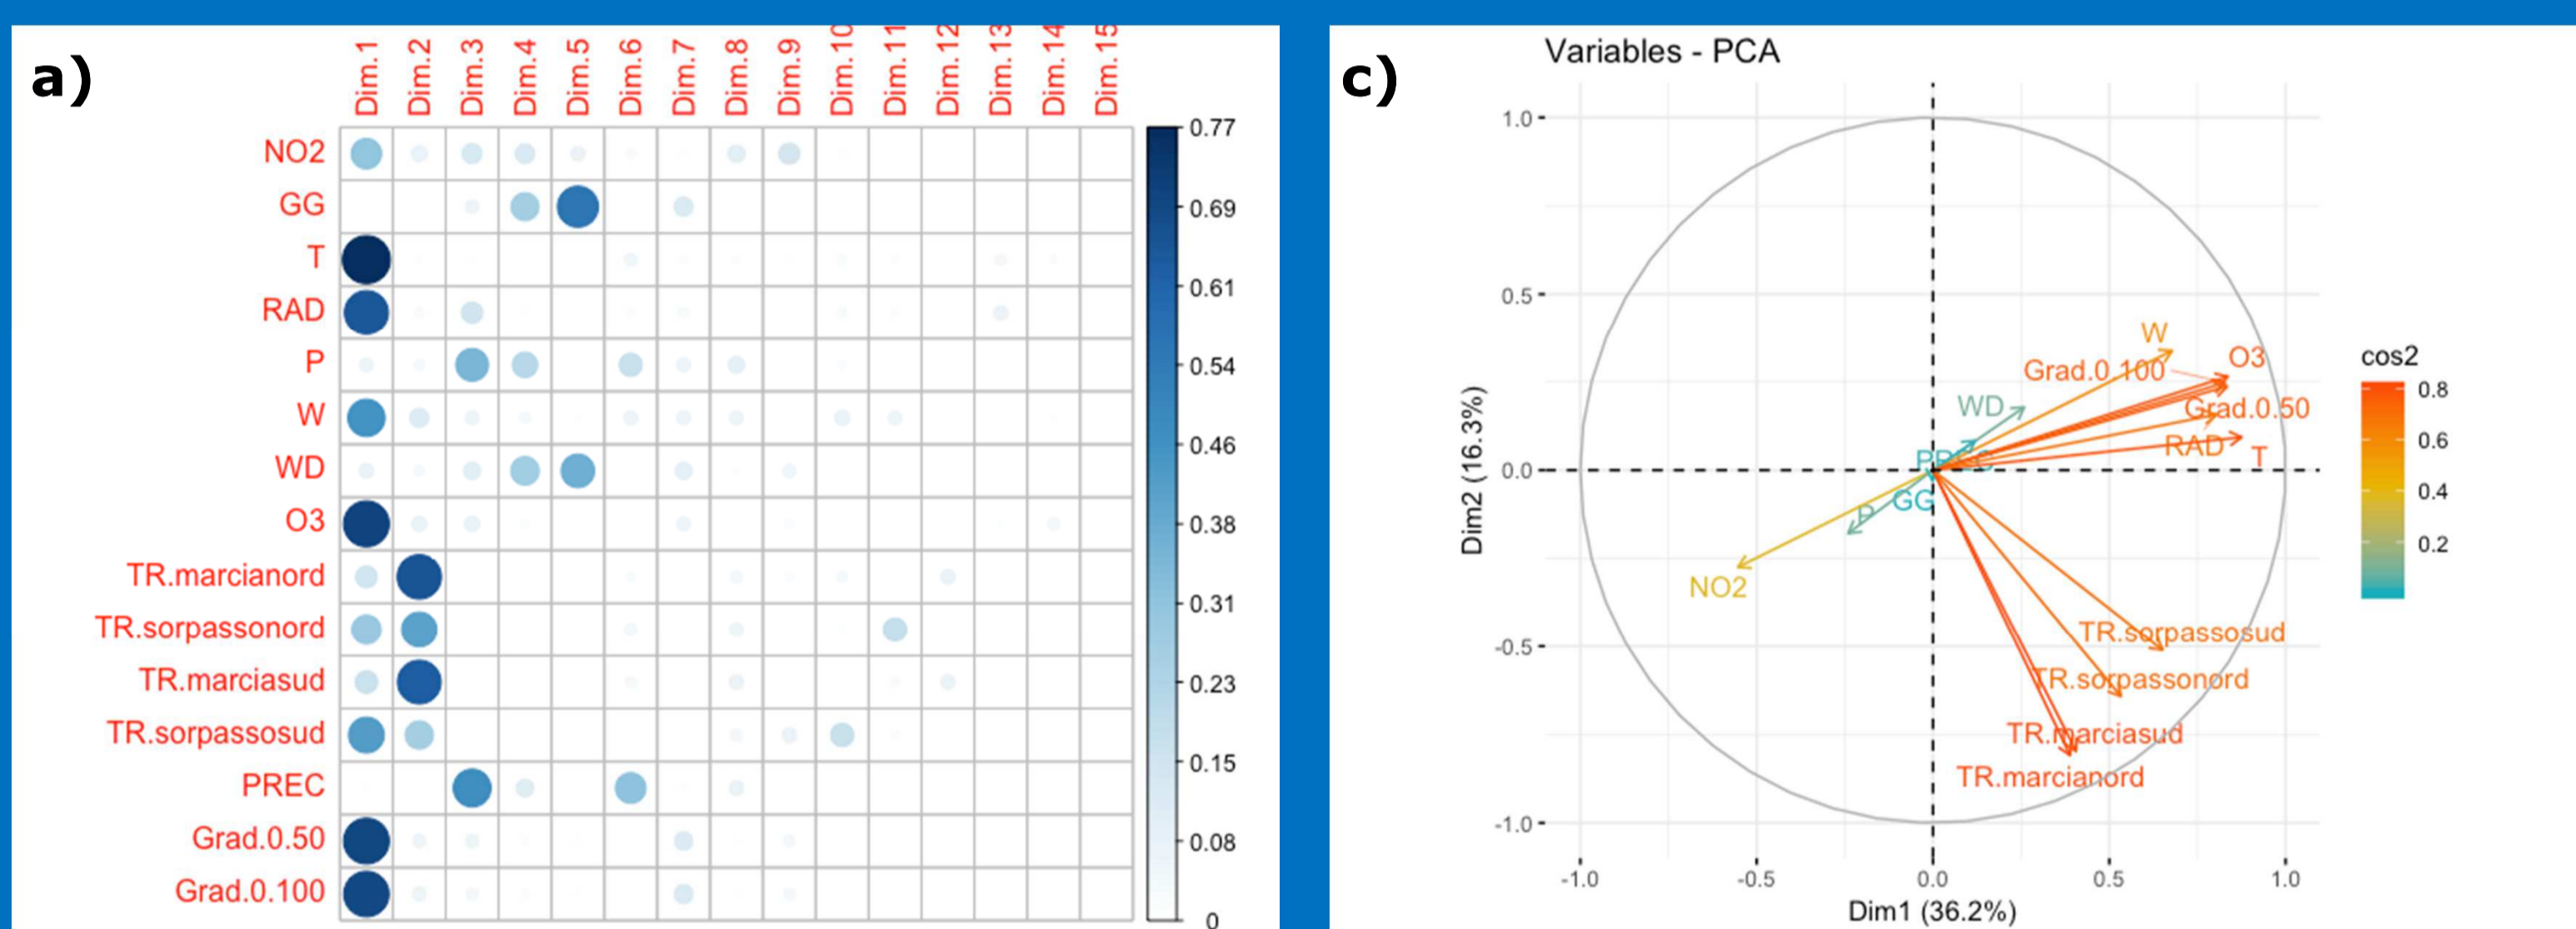 a)
Dim.1 Dim.2 Dim.3 Dim.4 Dim.5 Dim.6 Dim.7 Dim.8 Dim.9 Dim.10 Dim.11 Dim.12 Dim.13 Dim.14 Dim.15
NO2
GG
T
RAD
P
W
WD
O3
TR.marcianord
TR.sorpassonord
TR.marciasud
TR.sorpassosud
PREC
Grad.0.50
Grad.0.100
0.77
0.69
0.61
0.54
0.46
0.38
0.31
0.23
0.15
0.08
0
c)
Variables - PCA
1.0
0.5
0.0
-0.5
-1.0
Dim2 (16.3%)
W
O3
Grad.0.100
WD
Grad.0.50
RAD
T
PREC
GG
P
NO2
TR.sorpassosud
TR.sorpassonord
TR.marciasud
TR.marcianord
-1.0 -0.5 0.0 0.5 1.0
Dim1 (36.2%)
cos2
0.8
0.6
0.4
0.2